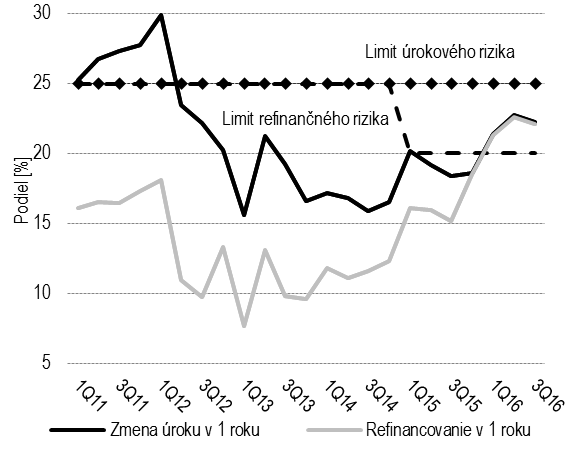 30
25
20
15
10
5
Podiel [%]
Limit úrokového rizika
Limit refinančného rizika
1Q11
3Q11
1Q12
3Q12
1Q13
3Q13
1Q14
3Q14
1Q15
3Q15
1Q16
3Q16
Zmena úroku v 1 roku
Refinancovanie v 1 roku